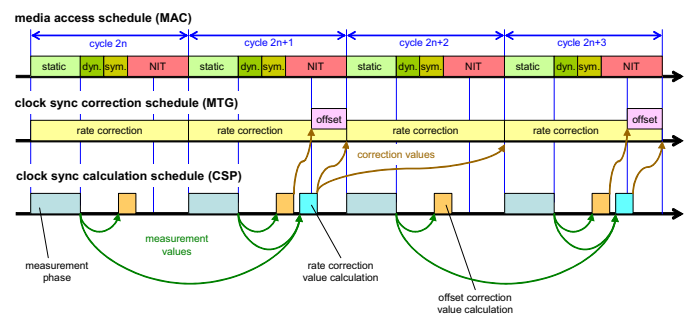 media access schedule (MAC)
cycle 2n cycle 2n+1 cycle 2n+2 cycle 2n+3
static dyn. sym. NIT static dyn. sym. NIT static dyn. sym. NIT static dyn. sym. NIT
clock sync correction schedule (MTG)
offset offset
rate correction rate correction rate correction rate correction
correction values
clock sync calculation schedule (CSP)
measurement
values
measurement
phase
rate correction
value calculation
offset correction
value calculation